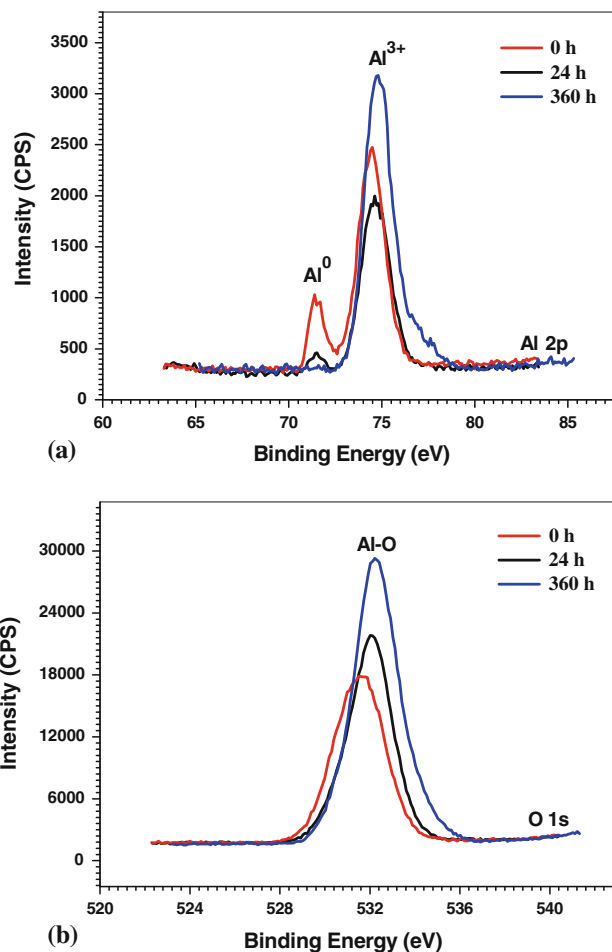 3500
3000
2500
2000
1500
1000
500
0
Intensity (CPS)
Al3+
Al0
0 h
24 h
360 h
Al 2p
60 65 70 75 80 85
(a)
Binding Energy (eV)
30000
24000
18000
12000
6000
0
Intensity (CPS)
Al-O
0 h
24 h
360 h
O 1s
520 524 528 532 536 540
(b)
Binding Energy (eV)